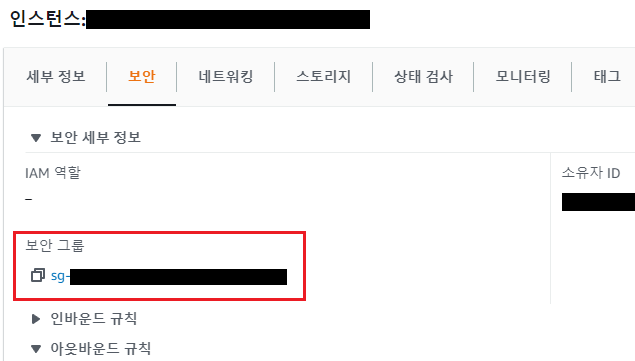 인스턴스:
세부 정보 보안 네트워킹 스토리지 상태 검사 모니터링 태그
▼ 보안 세부 정보
IAM 역할 소유자 ID
–
보안 그룹
sg-
▶ 인바운드 규칙
▼ 아웃바운드 규칙